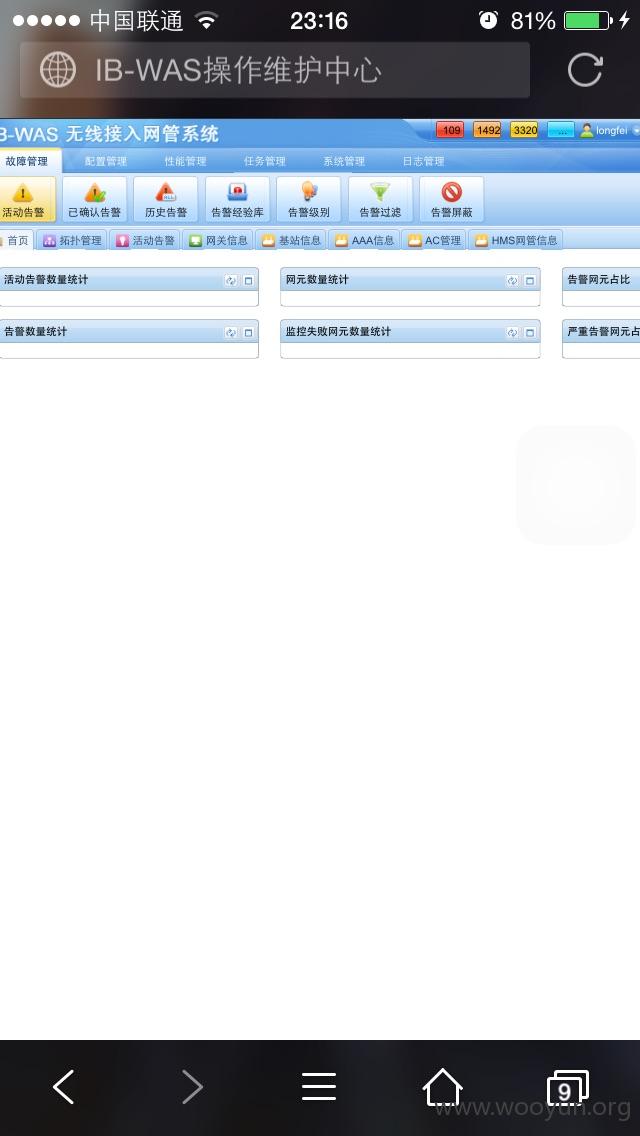 中国联通 23:16 81%
IB-WAS操作维护中心
B-WAS 无线接入网管系统 109 1492 3320 ... longfei
故障管理 配置管理 性能管理 任务管理 系统管理 日志管理
活动告警 已确认告警 历史告警 告警经验库 告警级别 告警过滤 告警屏蔽
首页 拓扑管理 活动告警 网关信息 基站信息 AAA信息 AC管理 HMS网管信息
活动告警数量统计 网元数量统计 告警网元占比
告警数量统计 监控失败网元数量统计 严重告警网元占
9
www.wooyun.org